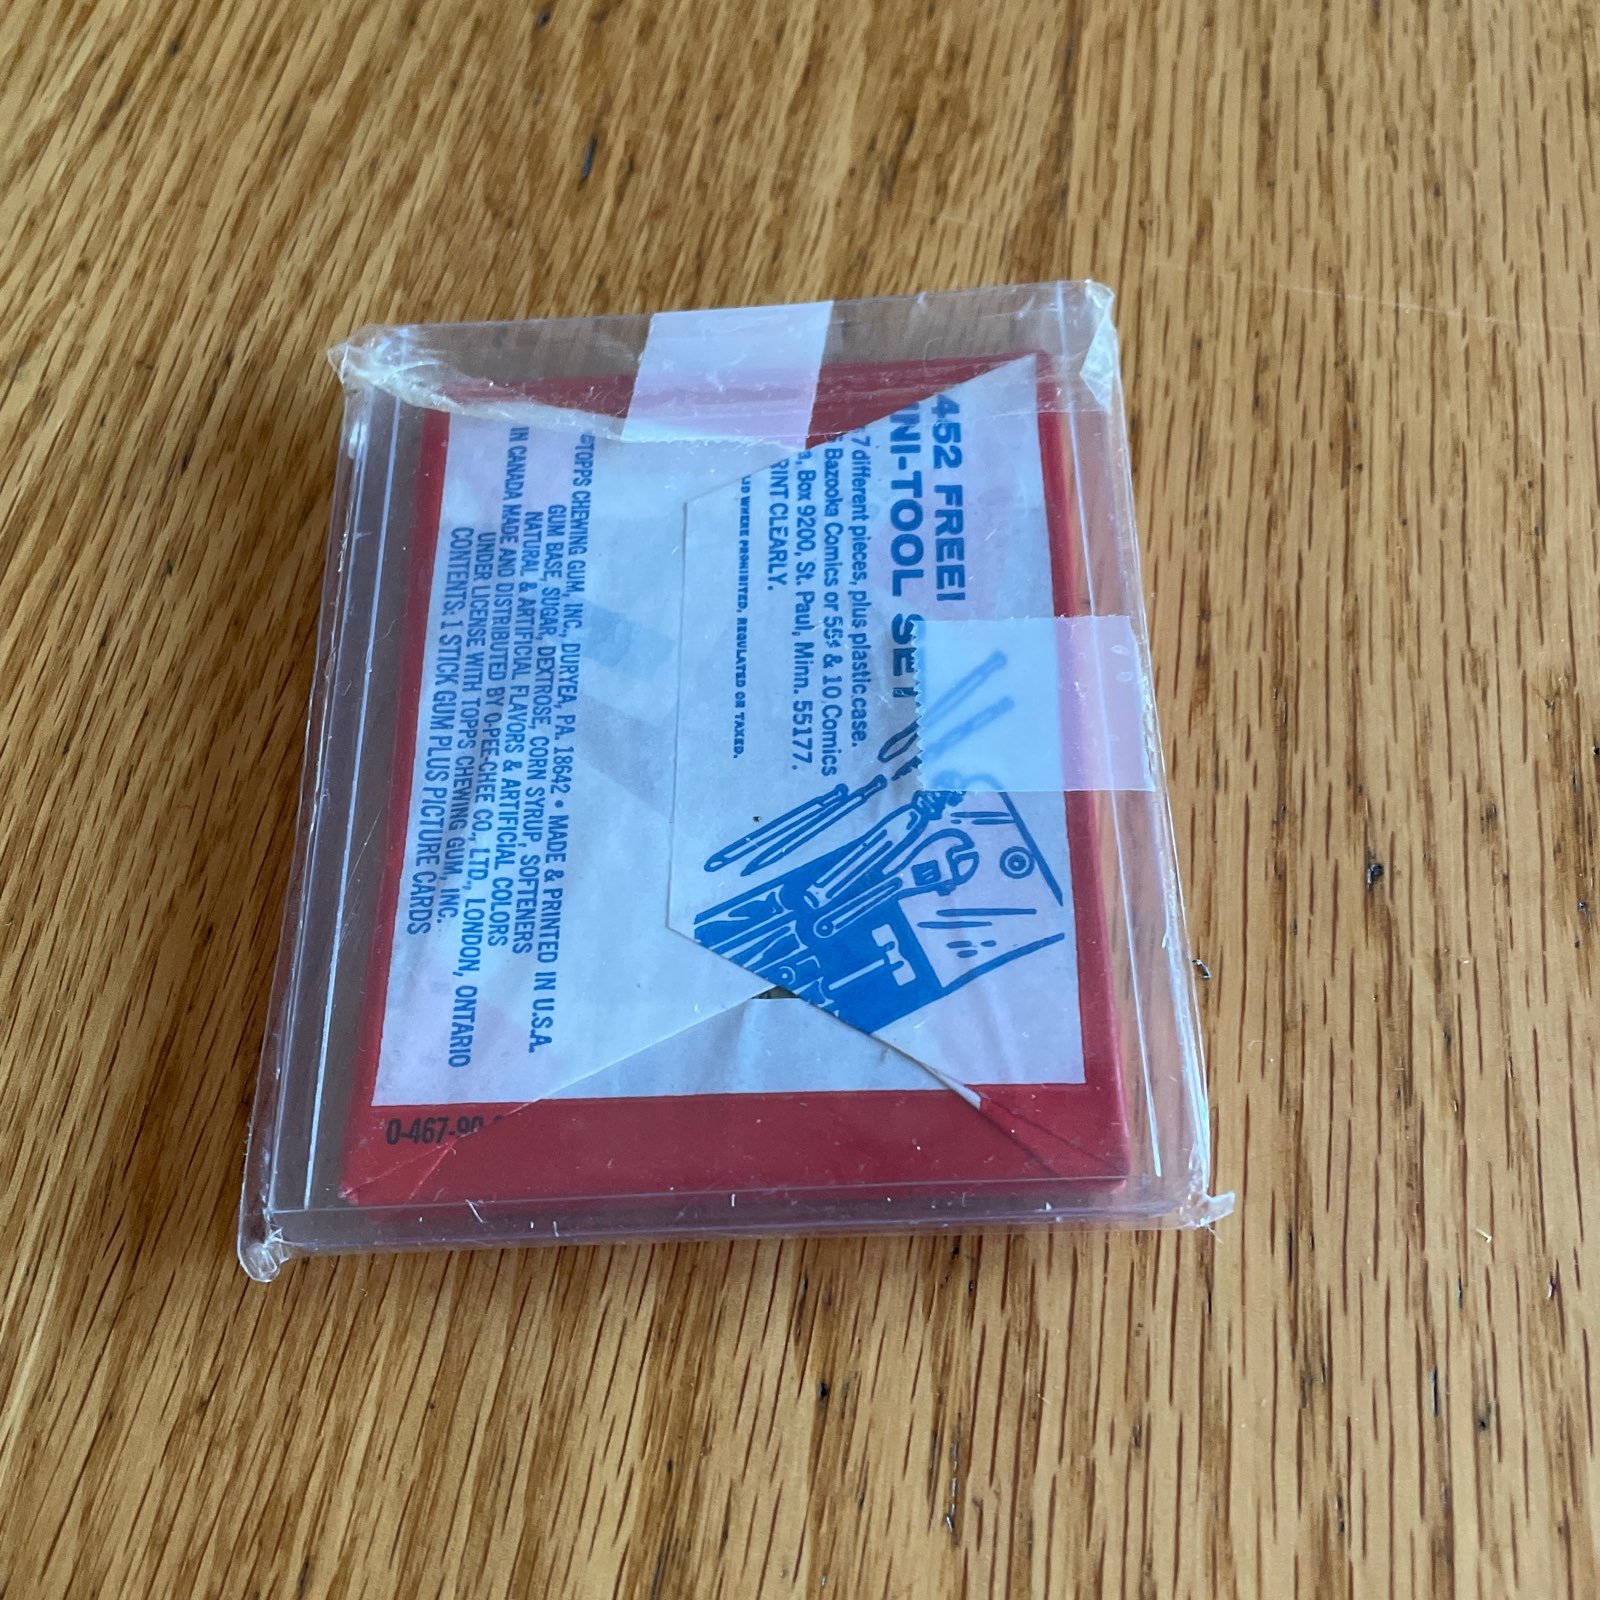 452 FREE!
INI-TOOL SET
7 different pieces, plus plastic case.
Bazooka Comics or 55¢ & 10 Comics
Box 9200, St. Paul, Minn. 55177.
RINT CLEARLY.
WHERE PROHIBITED, REGULATED OR TAXED.
©TOPPS CHEWING GUM, INC., DURYEA, PA. 18642 • MADE & PRINTED IN U.S.A.
GUM BASE, SUGAR, DEXTROSE, CORN SYRUP, SOFTENERS
NATURAL & ARTIFICIAL FLAVORS & ARTIFICIAL COLORS
IN CANADA MADE AND DISTRIBUTED BY O-PEE-CHEE CO., LTD., LONDON, ONTARIO
UNDER LICENSE WITH TOPPS CHEWING GUM, INC.
CONTENTS: 1 STICK GUM PLUS PICTURE CARDS
0-467-90